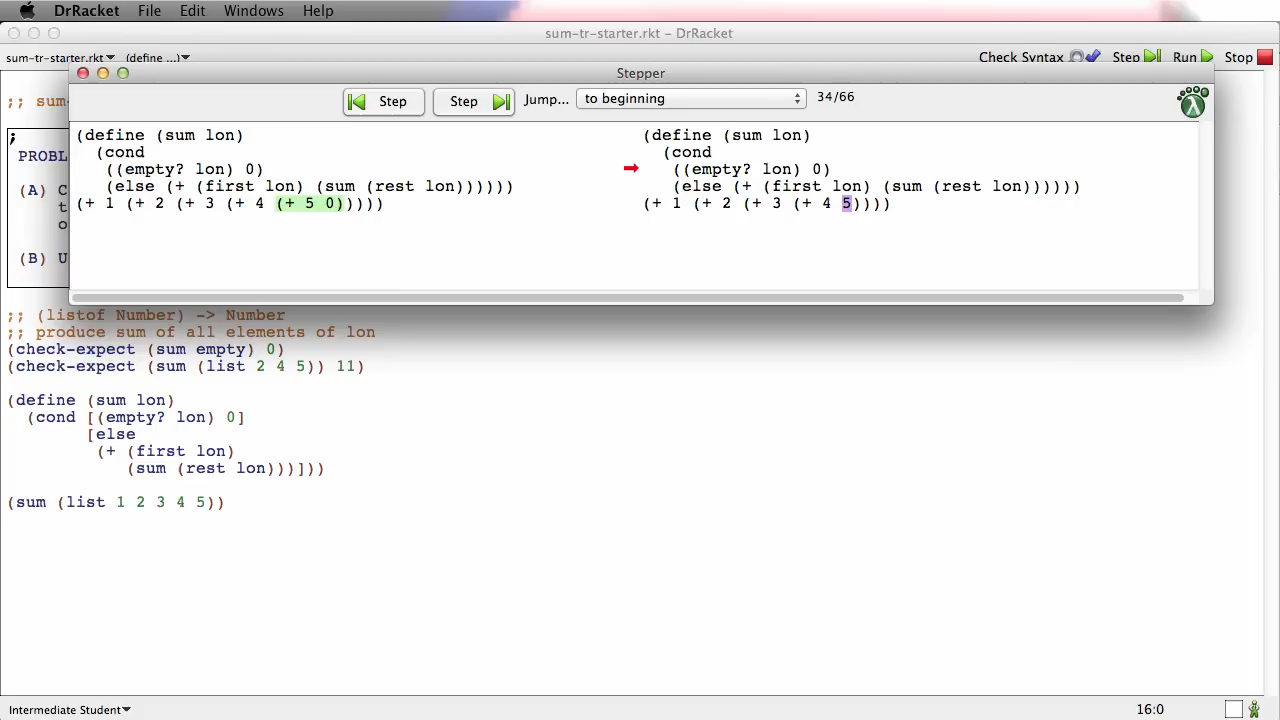 DrRacket File Edit Windows Help
sum-tr-starter.rkt – DrRacket
sum-tr-starter.rkt (define ...) Check Syntax Step Run Stop
Stepper
Step Step Jump... to beginning 34/66
(define (sum lon)
  (cond
   ((empty? lon) 0)
   (else (+ (first lon) (sum (rest lon))))))
(+ 1 (+ 2 (+ 3 (+ 4 (+ 5 0)))))
(define (sum lon)
  (cond
   ((empty? lon) 0)
   (else (+ (first lon) (sum (rest lon))))))
(+ 1 (+ 2 (+ 3 (+ 4 5))))
;; sum-
;
PROBL
(A) C
t
o
(B) U
;; (listof Number) -> Number
;; produce sum of all elements of lon
(check-expect (sum empty) 0)
(check-expect (sum (list 2 4 5)) 11)
(define (sum lon)
  (cond [(empty? lon) 0]
        [else
         (+ (first lon)
            (sum (rest lon)))]))
(sum (list 1 2 3 4 5))
Intermediate Student 16:0